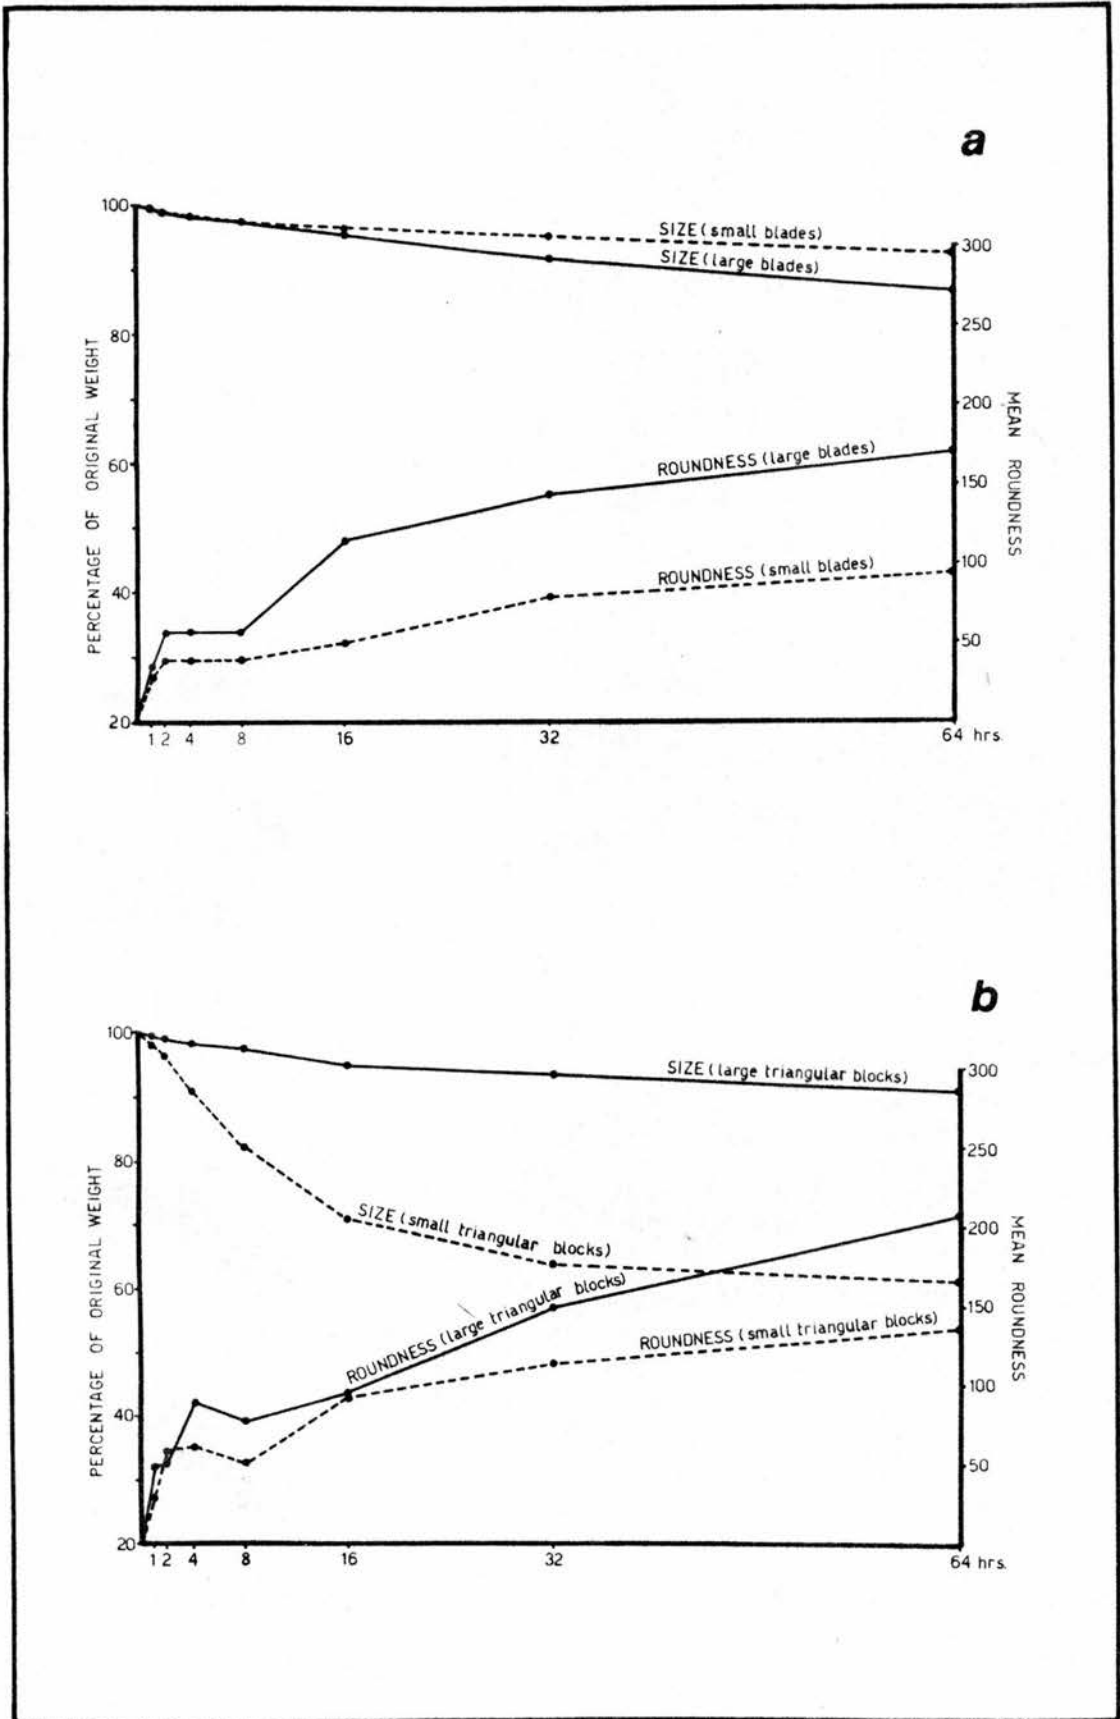 a
100
80
60
40
20
PERCENTAGE OF ORIGINAL WEIGHT
SIZE (small blades)
SIZE (large blades)
ROUNDNESS (large blades)
ROUNDNESS (small blades)
300
250
200
150
100
50
MEAN ROUNDNESS
1 2 4 8 16 32 64 hrs.
b
100
80
60
40
20
PERCENTAGE OF ORIGINAL WEIGHT
SIZE (large triangular blocks)
SIZE (small triangular blocks)
ROUNDNESS (large triangular blocks)
ROUNDNESS (small triangular blocks)
300
250
200
150
100
50
MEAN ROUNDNESS
1 2 4 8 16 32 64 hrs.